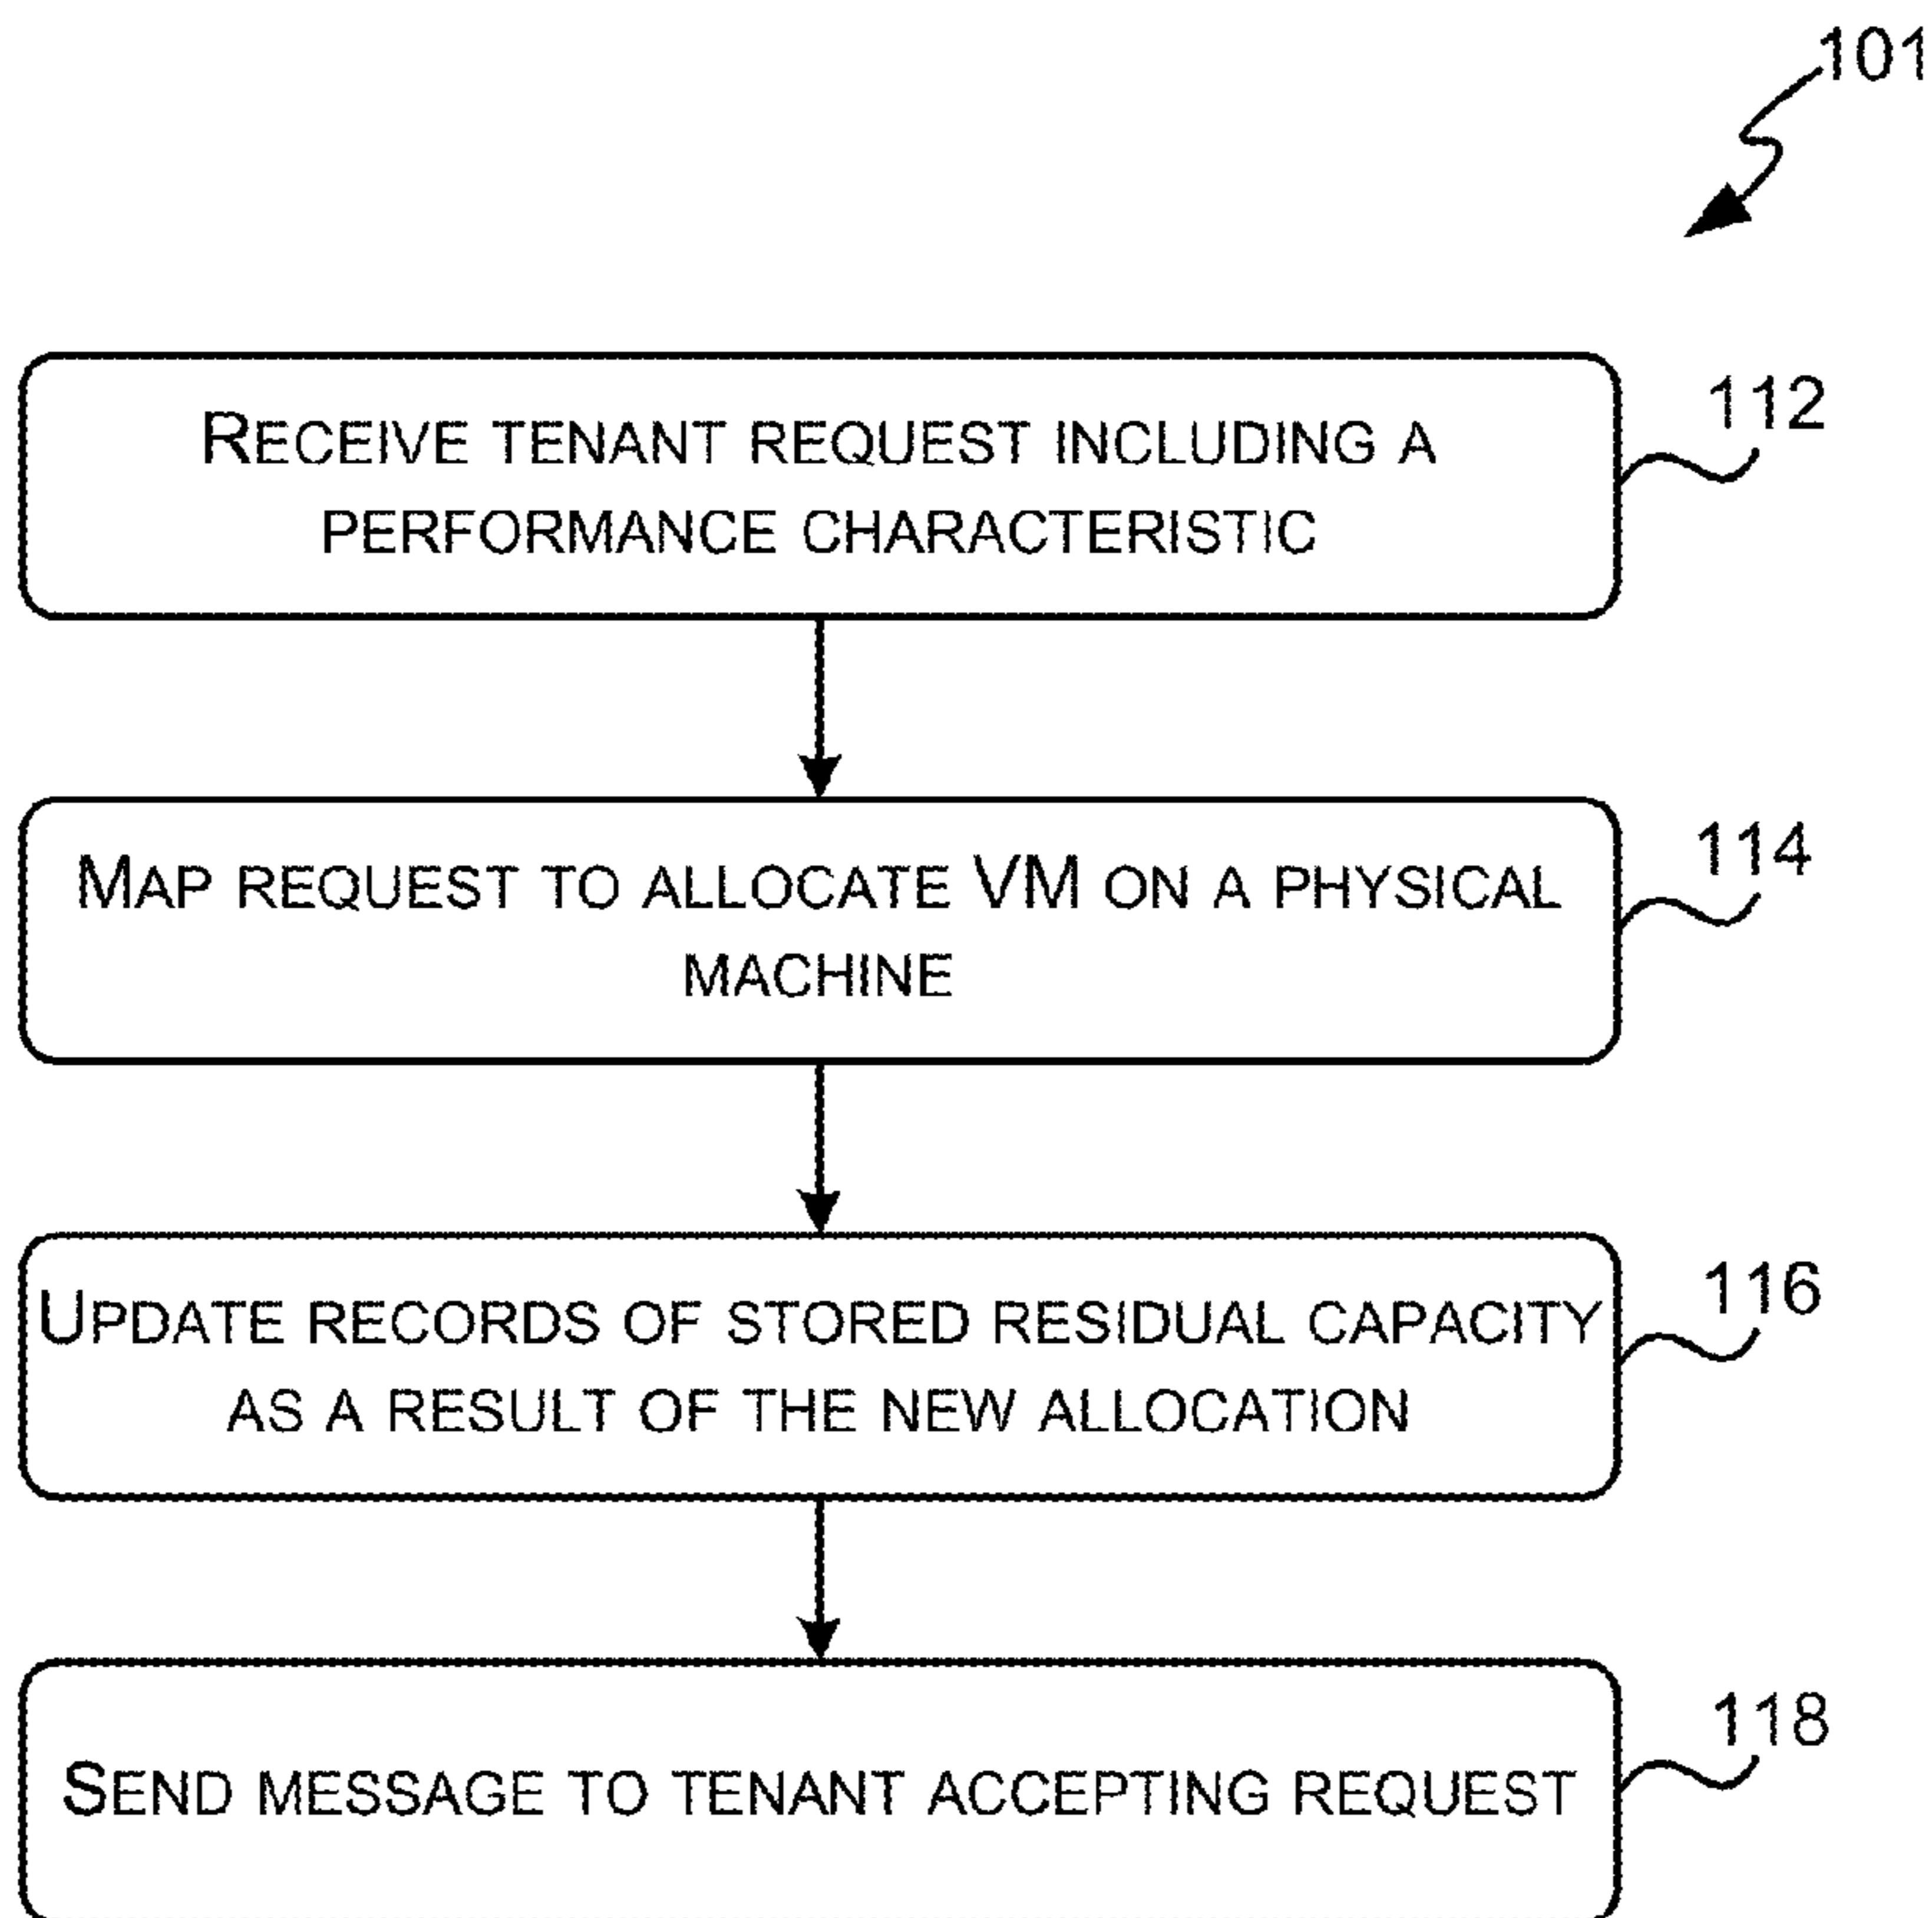 101
RECEIVE TENANT REQUEST INCLUDING A
PERFORMANCE CHARACTERISTIC
112
MAP REQUEST TO ALLOCATE VM ON A PHYSICAL
MACHINE
114
UPDATE RECORDS OF STORED RESIDUAL CAPACITY
AS A RESULT OF THE NEW ALLOCATION
116
SEND MESSAGE TO TENANT ACCEPTING REQUEST
118